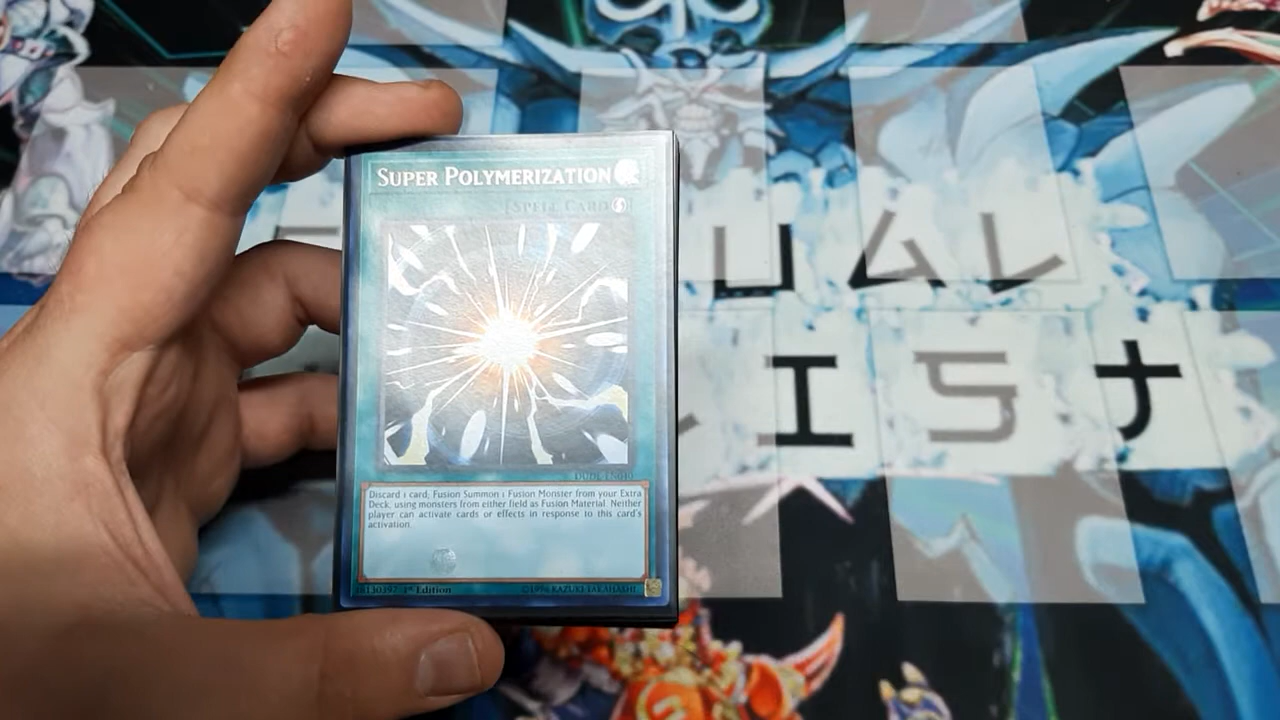 SUPER POLYMERIZATION
[SPELL CARD]
Discard 1 card; Fusion Summon 1 Fusion Monster from your Extra
Deck, using monsters from either field as Fusion Material. Neither
player can activate cards or effects in response to this card's
activation.
1st Edition
©1996 KAZUKI TAKAHASHI
UAL
IST